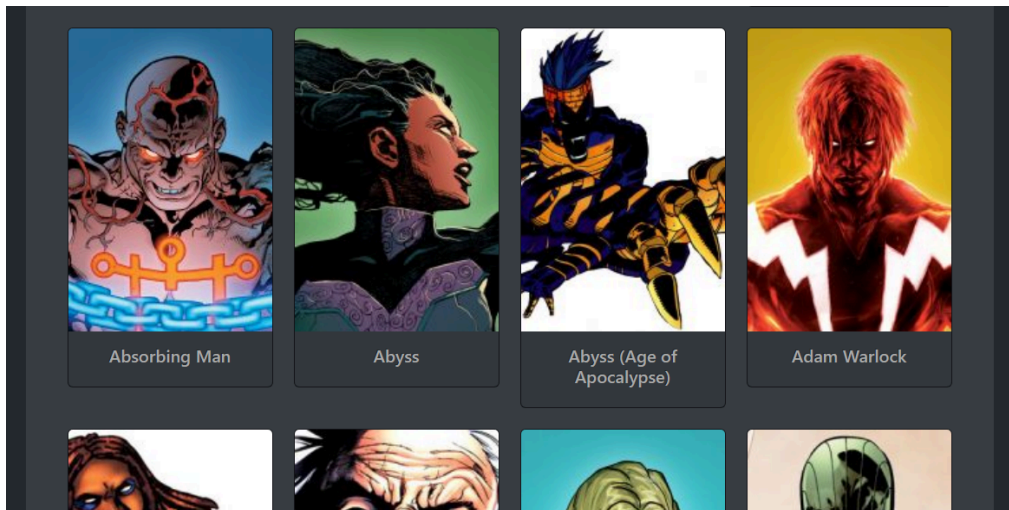 Absorbing Man
Abyss
Abyss (Age of
Apocalypse)
Adam Warlock